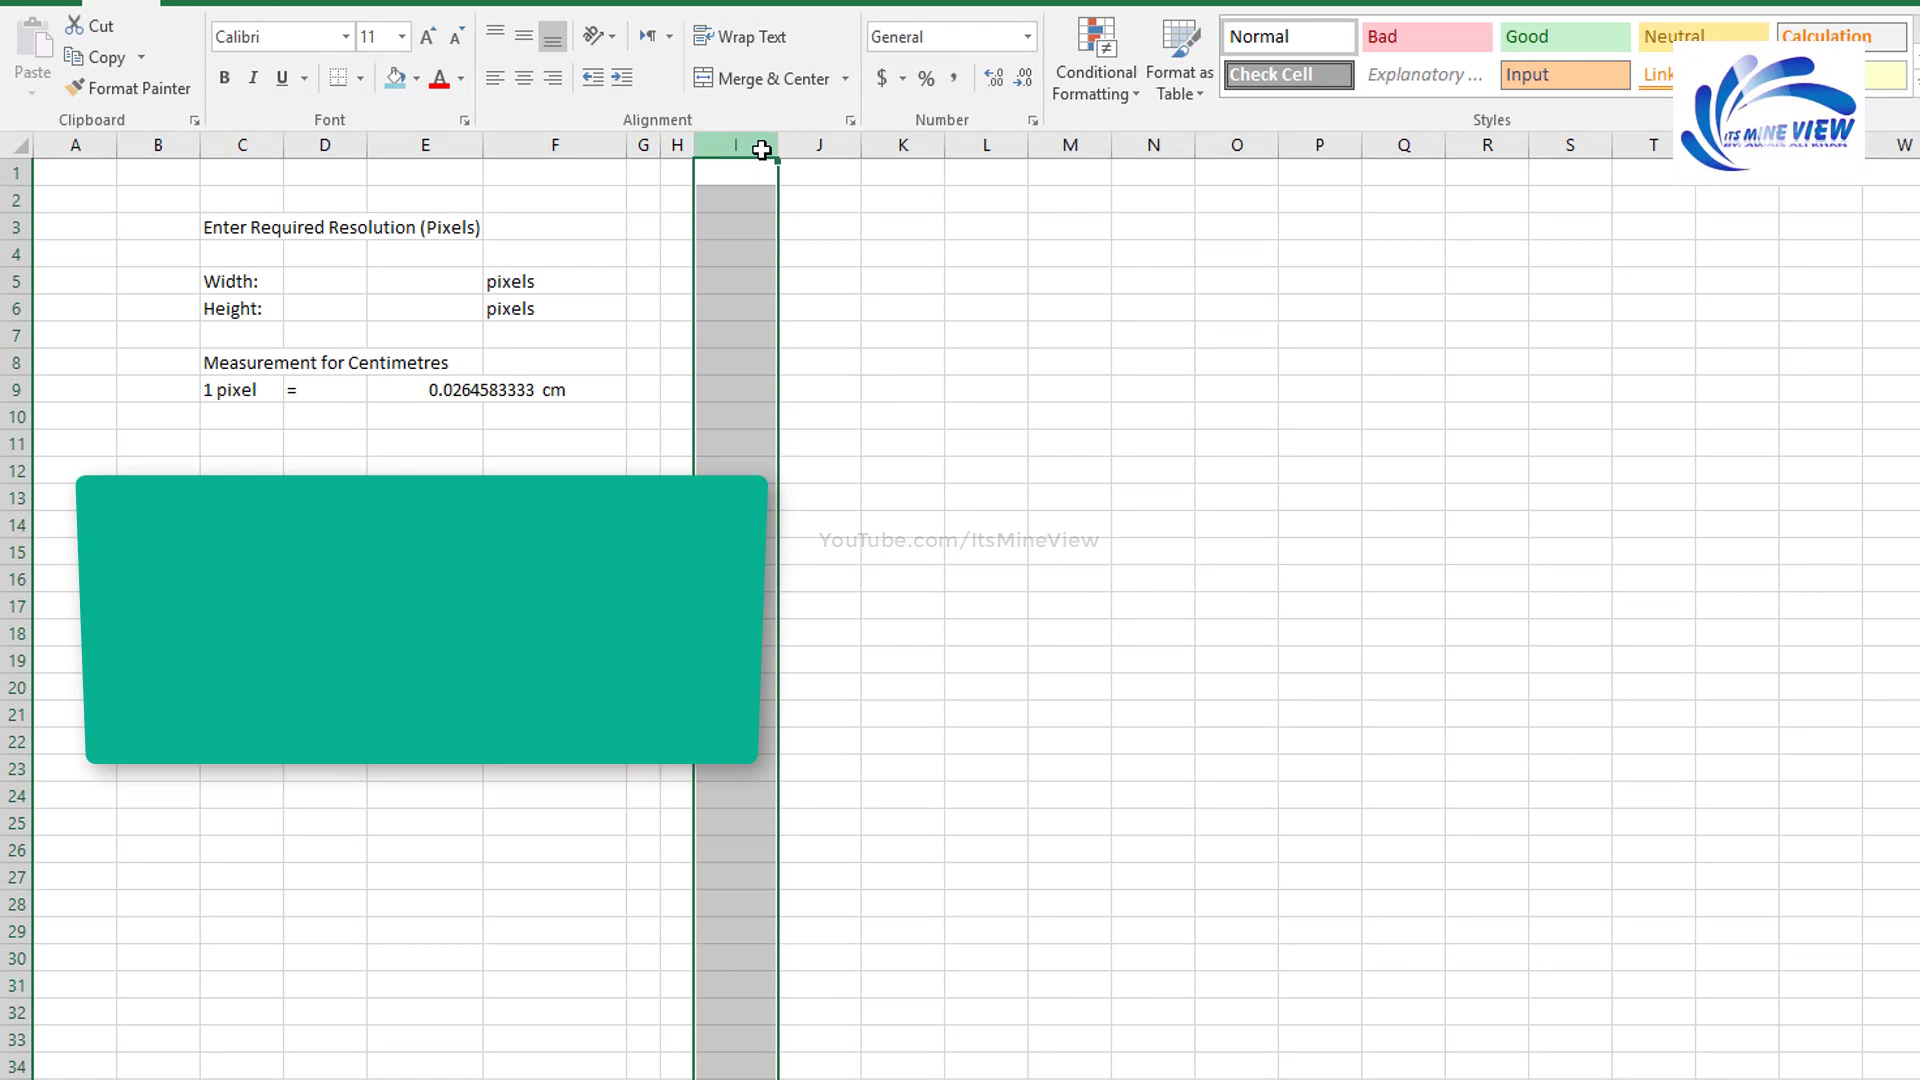 Cut
Copy
Format Painter
Paste
Clipboard
Calibri
11
A A
B I U A
Font
Wrap Text
Merge & Center
Alignment
General
$ % ,
Number
Conditional
Formatting
Format as
Table
Normal
Bad
Good
Neutral
Calculation
Check Cell
Explanatory ...
Input
Link
Styles
ITS MINE VIEW
A B C D E F G H I J K L M N O P Q R S T W
1
2
3 Enter Required Resolution (Pixels)
4
5 Width: pixels
6 Height: pixels
7
8 Measurement for Centimetres
9 1 pixel = 0.0264583333 cm
10
11
12
13
14
YouTube.com/ItsMineView
15
16
17
18
19
20
21
22
23
24
25
26
27
28
29
30
31
32
33
34